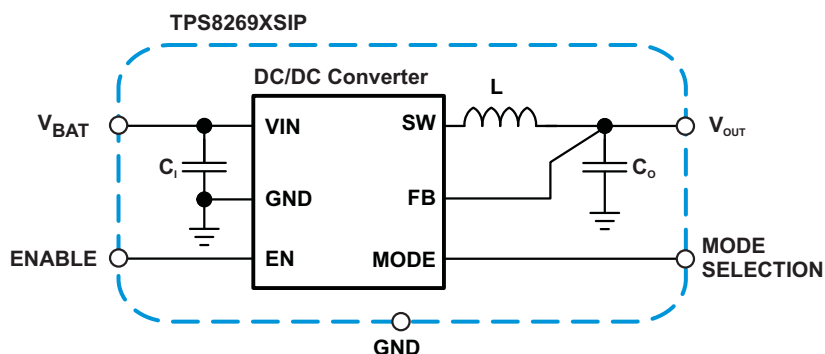 TPS8269XSIP
DC/DC Converter
L
VBAT
VIN
SW
VOUT
CI
CO
GND
FB
ENABLE
EN
MODE
MODE
SELECTION
GND